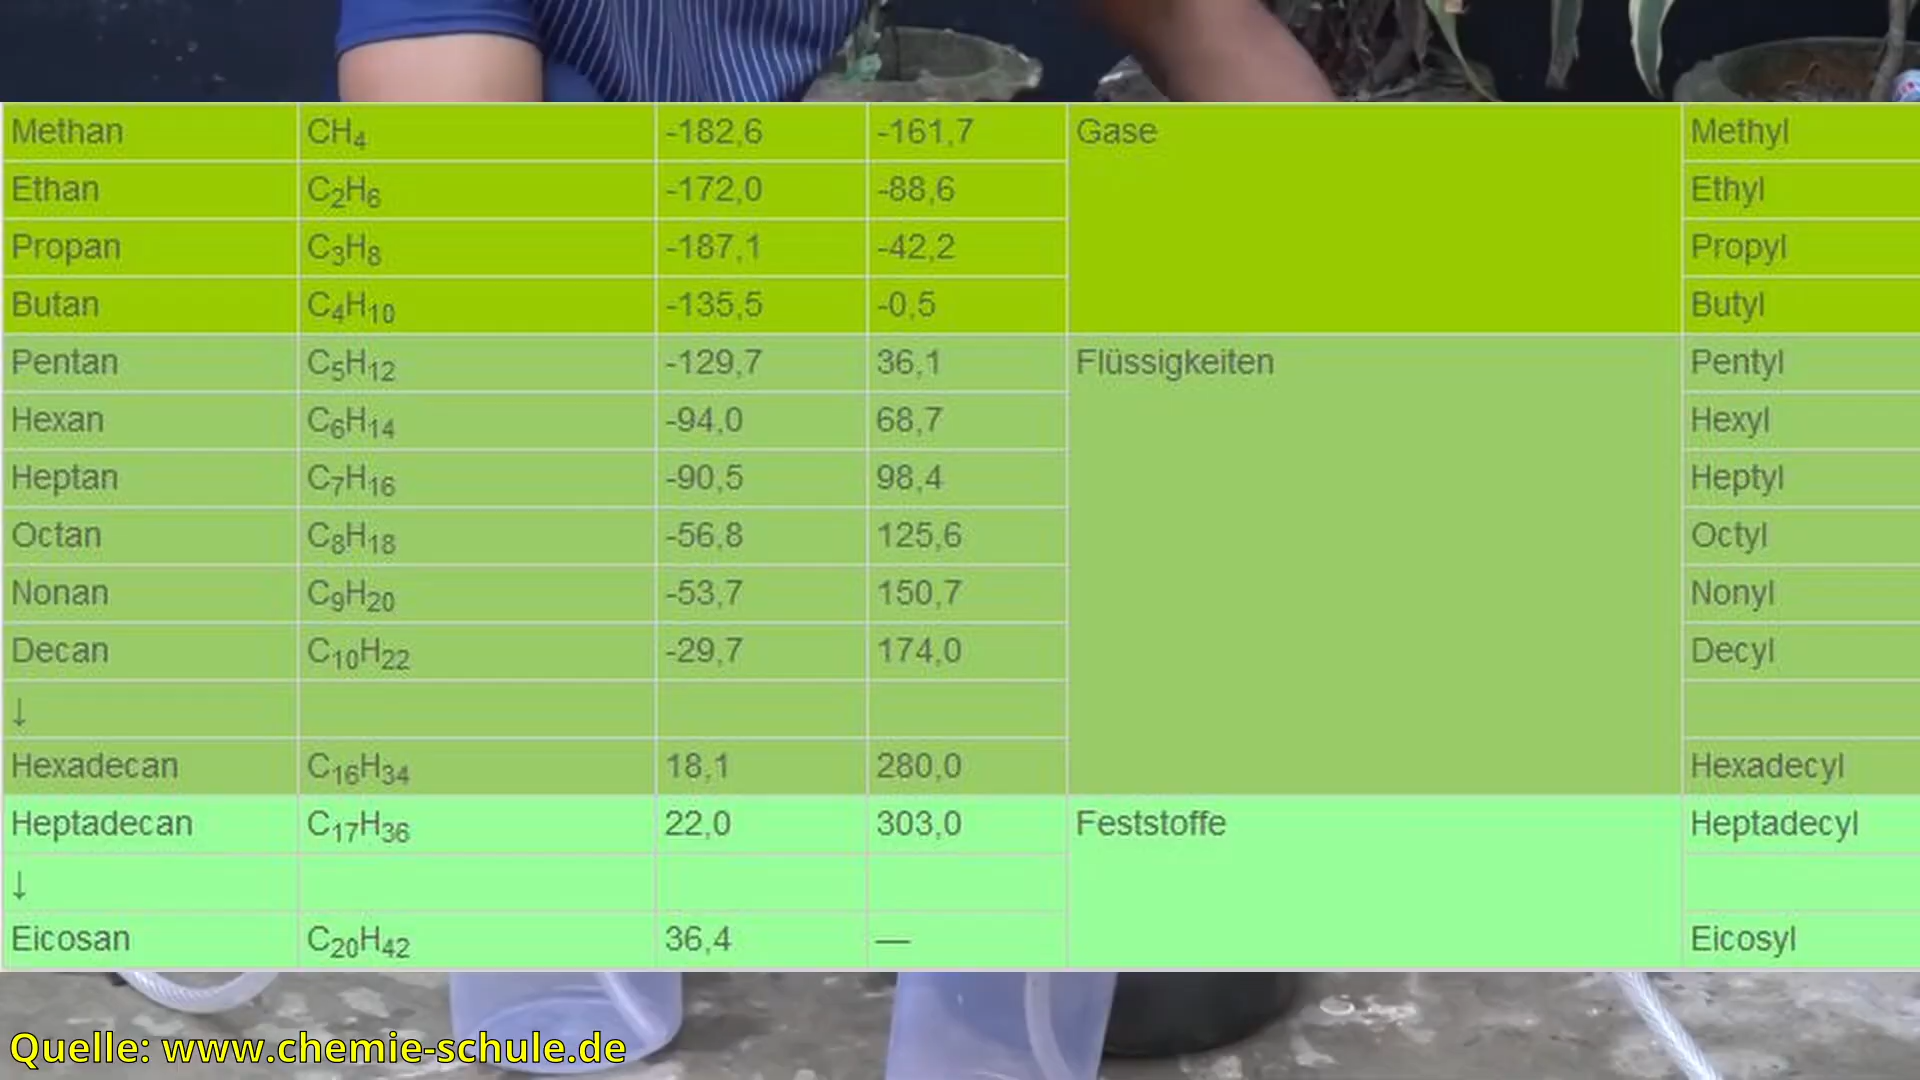 Methan CH₄ -182,6 -161,7 Gase Methyl
Ethan C₂H₆ -172,0 -88,6 Ethyl
Propan C₃H₈ -187,1 -42,2 Propyl
Butan C₄H₁₀ -135,5 -0,5 Butyl
Pentan C₅H₁₂ -129,7 36,1 Flüssigkeiten Pentyl
Hexan C₆H₁₄ -94,0 68,7 Hexyl
Heptan C₇H₁₆ -90,5 98,4 Heptyl
Octan C₈H₁₈ -56,8 125,6 Octyl
Nonan C₉H₂₀ -53,7 150,7 Nonyl
Decan C₁₀H₂₂ -29,7 174,0 Decyl
↓
Hexadecan C₁₆H₃₄ 18,1 280,0 Hexadecyl
Heptadecan C₁₇H₃₆ 22,0 303,0 Feststoffe Heptadecyl
↓
Eicosan C₂₀H₄₂ 36,4 — Eicosyl
Quelle: www.chemie-schule.de